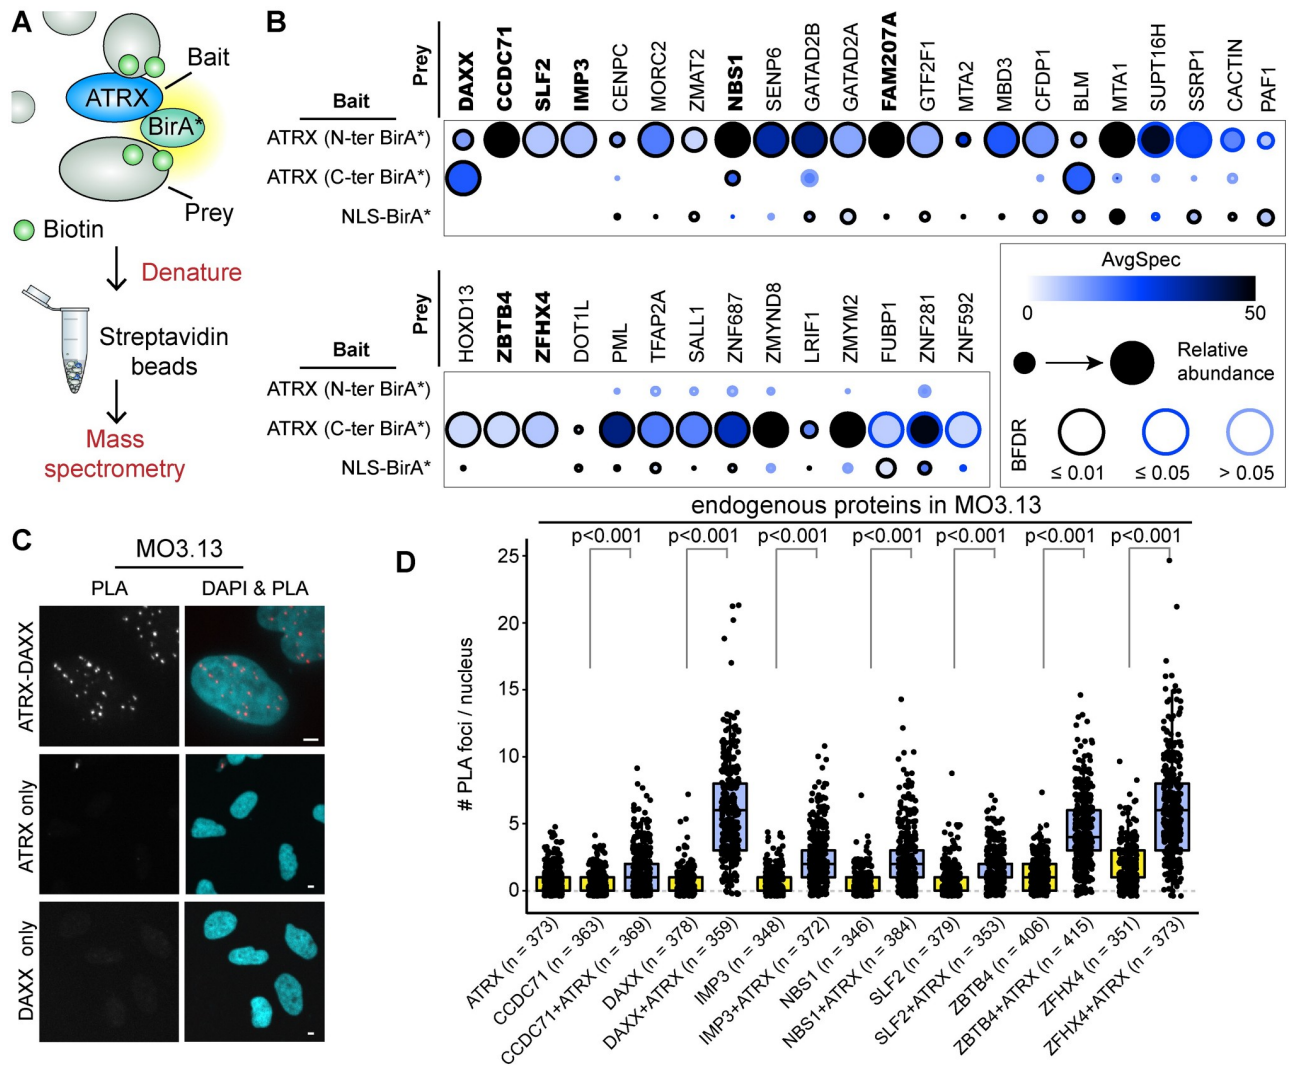 A
Bait
ATRX
BirA*
Prey
Biotin
Denature
Streptavidin
beads
Mass
spectrometry
B
Prey
Bait
DAXX
CCDC71
SLF2
IMP3
CENPC
MORC2
ZMAT2
NBS1
SENP6
GATAD2B
GATAD2A
FAM207A
GTF2F1
MTA2
MBD3
CFDP1
BLM
MTA1
SUPT16H
SSRP1
CACTIN
PAF1
ATRX (N-ter BirA*)
ATRX (C-ter BirA*)
NLS-BirA*
Prey
Bait
HOXD13
ZBTB4
ZFHX4
DOT1L
PML
TFAP2A
SALL1
ZNF687
ZMYND8
LRIF1
ZMYM2
FUBP1
ZNF281
ZNF592
ATRX (N-ter BirA*)
ATRX (C-ter BirA*)
NLS-BirA*
AvgSpec
0 50
Relative
abundance
BFDR
≤ 0.01 ≤ 0.05 > 0.05
C
MO3.13
PLA DAPI & PLA
ATRX-DAXX
ATRX only
DAXX only
D
endogenous proteins in MO3.13
p<0.001 p<0.001 p<0.001 p<0.001 p<0.001 p<0.001 p<0.001
# PLA foci / nucleus
25
20
15
10
5
0
ATRX (n = 373)
CCDC71 (n = 363)
CCDC71+ATRX (n = 369)
DAXX (n = 378)
DAXX+ATRX (n = 359)
IMP3 (n = 348)
IMP3+ATRX (n = 372)
NBS1 (n = 346)
NBS1+ATRX (n = 384)
SLF2 (n = 379)
SLF2+ATRX (n = 353)
ZBTB4 (n = 406)
ZBTB4+ATRX (n = 415)
ZFHX4 (n = 351)
ZFHX4+ATRX (n = 373)